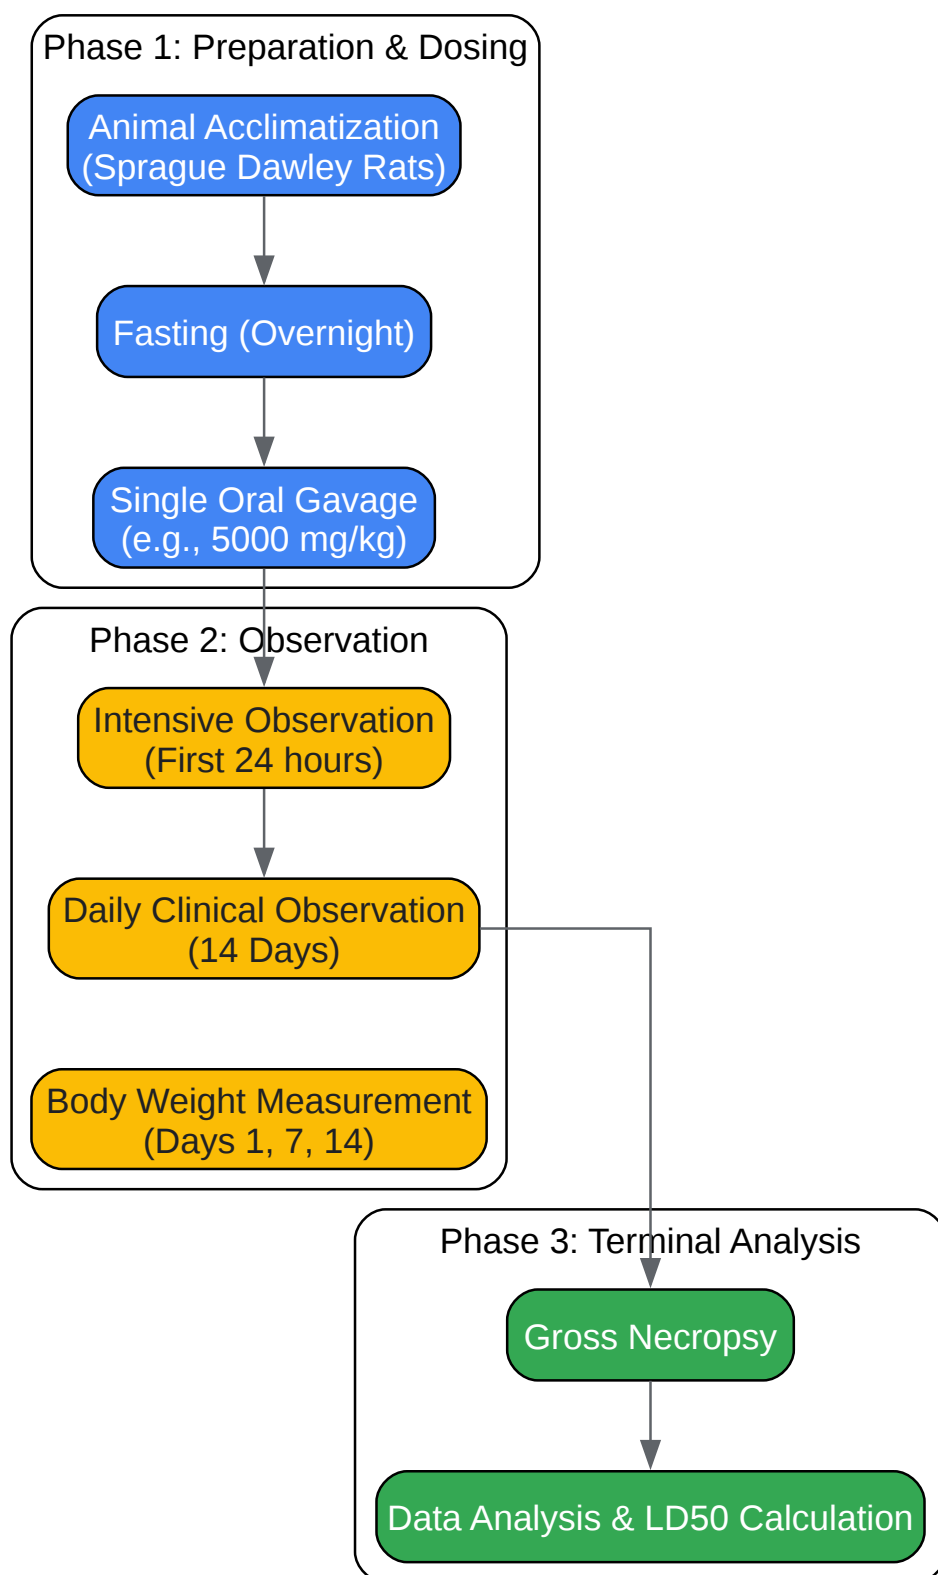 Phase 1: Preparation & Dosing
Animal Acclimatization
(Sprague Dawley Rats)
Fasting (Overnight)
Single Oral Gavage
(e.g., 5000 mg/kg)
Phase 2: Observation
Intensive Observation
(First 24 hours)
Daily Clinical Observation
(14 Days)
Body Weight Measurement
(Days 1, 7, 14)
Phase 3: Terminal Analysis
Gross Necropsy
Data Analysis & LD50 Calculation